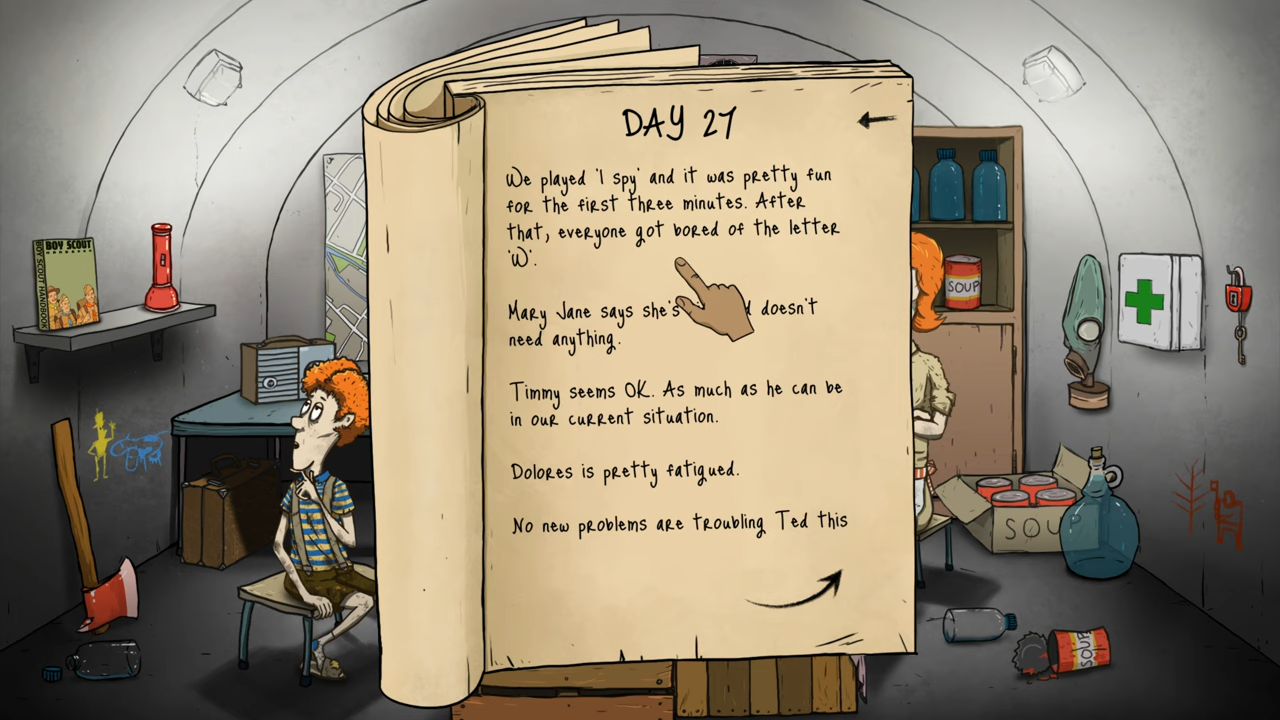 DAY 27
We played 'I spy' and it was pretty fun
for the first three minutes. After
that, everyone got bored of the letter
'W'.
Mary Jane says she's doesn't
need anything.
Timmy seems OK. As much as he can be
in our current situation.
Dolores is pretty fatigued.
No new problems are troubling Ted this
BOY SCOUT
BOY SCOUT HANDBOOK
SOUP
SOU
SOUP